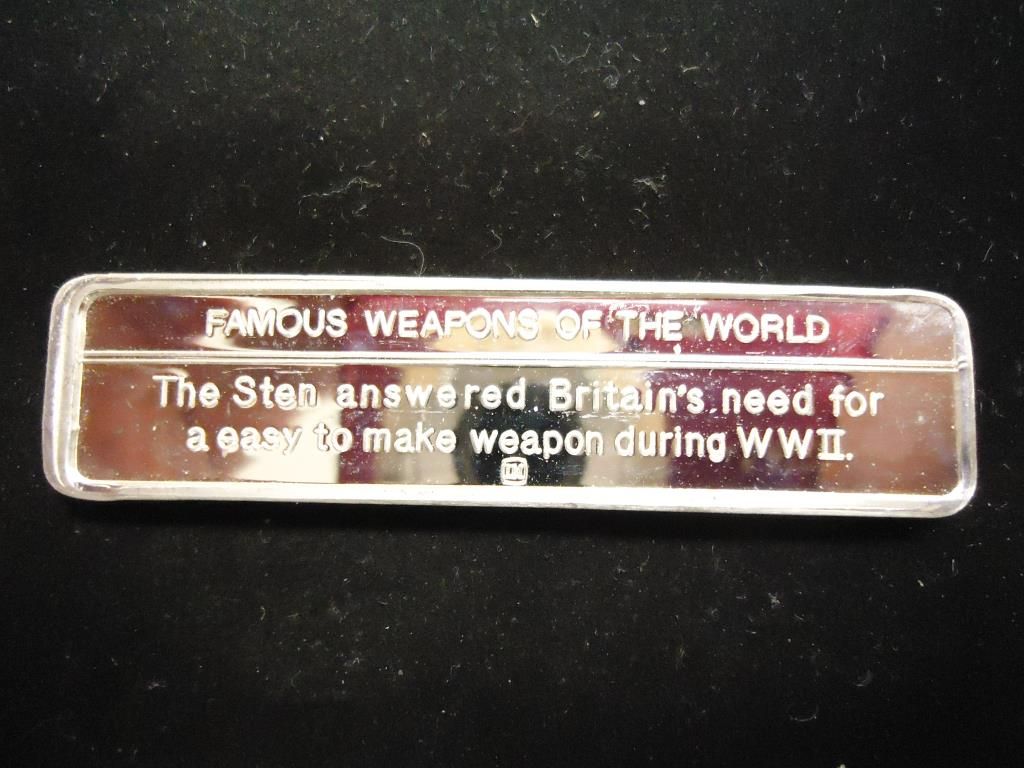 FAMOUS WEAPONS OF THE WORLD
The Sten answered Britain's need for
a easy to make weapon during WWII.